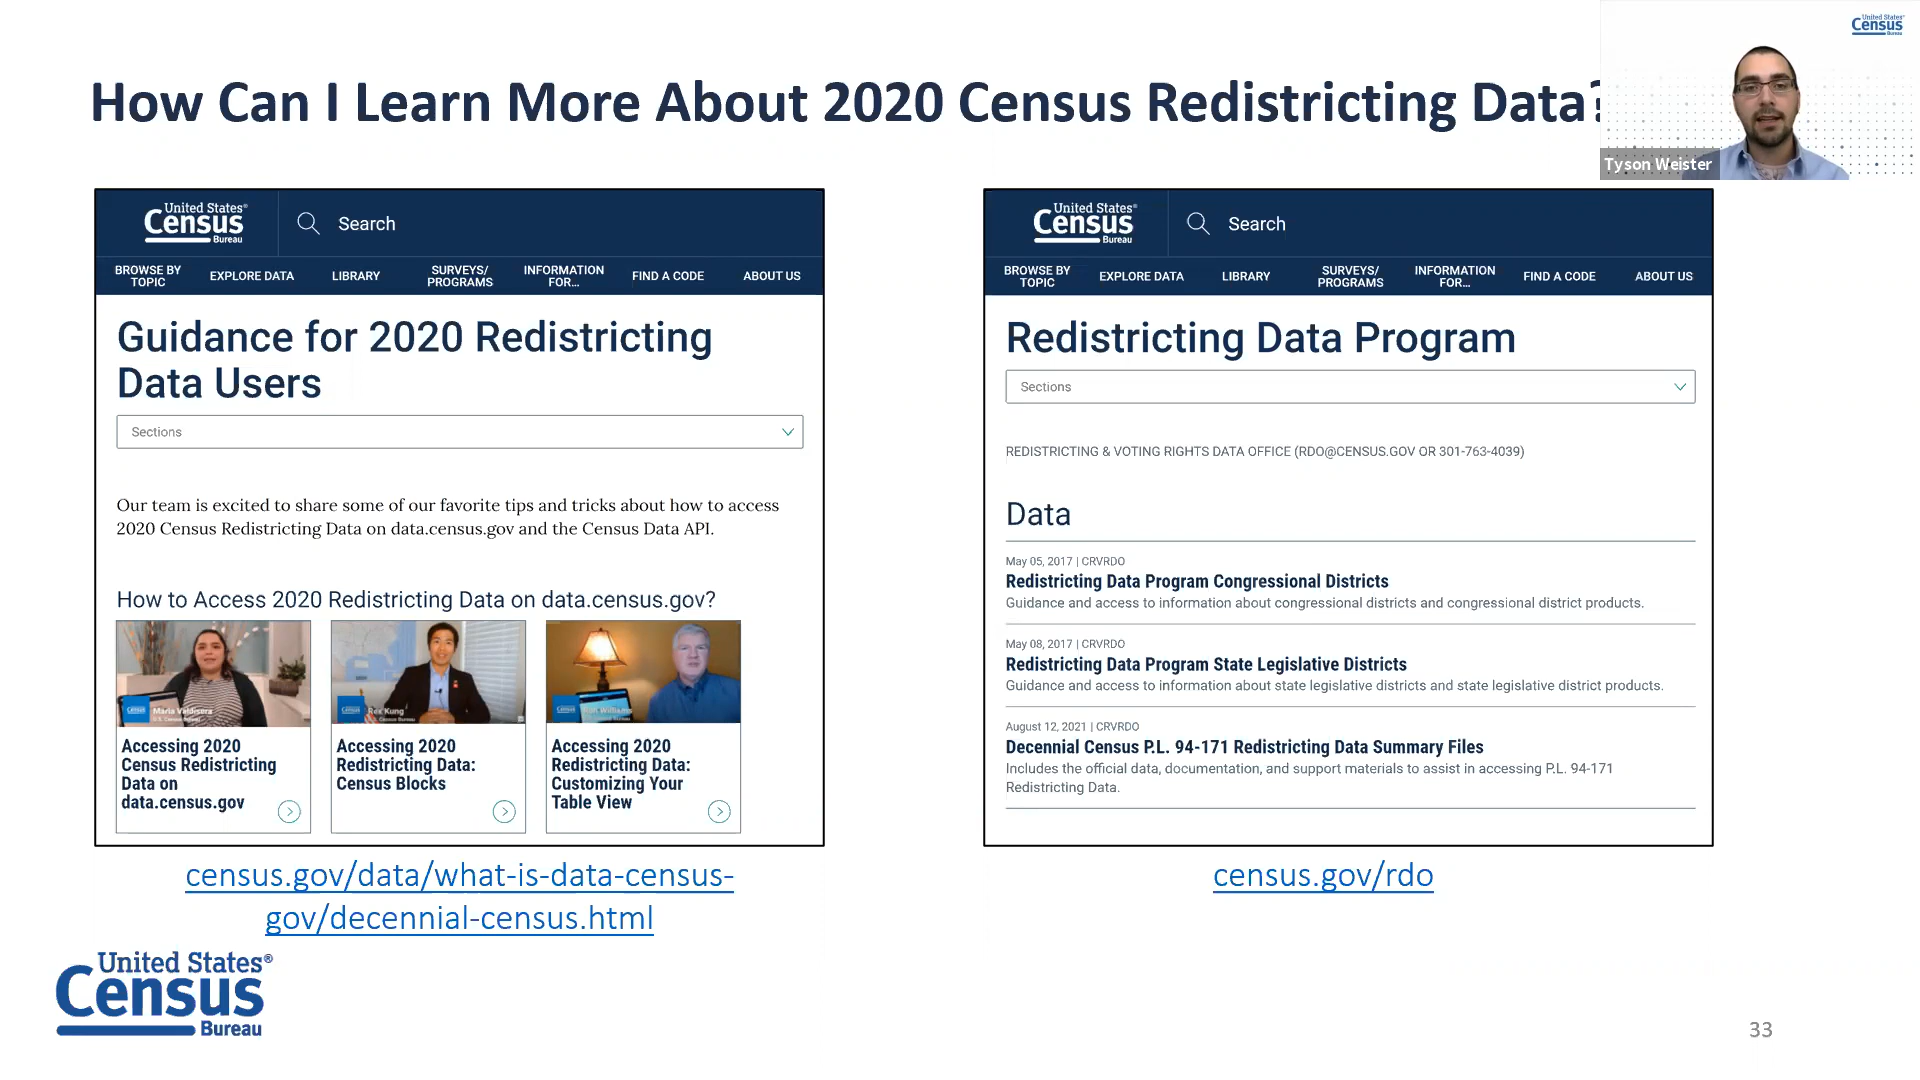 United States®
Census
Bureau
How Can I Learn More About 2020 Census Redistricting Data?
Tyson Weister
United States®
Census
Bureau
Search
BROWSE BY TOPIC
EXPLORE DATA
LIBRARY
SURVEYS/ PROGRAMS
INFORMATION FOR...
FIND A CODE
ABOUT US
Guidance for 2020 Redistricting
Data Users
Sections
Our team is excited to share some of our favorite tips and tricks about how to access
2020 Census Redistricting Data on data.census.gov and the Census Data API.
How to Access 2020 Redistricting Data on data.census.gov?
Census
Maria Valdisera
U.S. Census Bureau
Accessing 2020
Census Redistricting
Data on
data.census.gov
Census
Rex Kung
U.S. Census Bureau
Accessing 2020
Redistricting Data:
Census Blocks
Census
Williams
Accessing 2020
Redistricting Data:
Customizing Your
Table View
census.gov/data/what-is-data-census-
gov/decennial-census.html
United States®
Census
Bureau
Search
BROWSE BY TOPIC
EXPLORE DATA
LIBRARY
SURVEYS/ PROGRAMS
INFORMATION FOR...
FIND A CODE
ABOUT US
Redistricting Data Program
Sections
REDISTRICTING & VOTING RIGHTS DATA OFFICE (RDO@CENSUS.GOV OR 301-763-4039)
Data
May 05, 2017 | CRVRDO
Redistricting Data Program Congressional Districts
Guidance and access to information about congressional districts and congressional district products.
May 08, 2017 | CRVRDO
Redistricting Data Program State Legislative Districts
Guidance and access to information about state legislative districts and state legislative district products.
August 12, 2021 | CRVRDO
Decennial Census P.L. 94-171 Redistricting Data Summary Files
Includes the official data, documentation, and support materials to assist in accessing P.L. 94-171
Redistricting Data.
census.gov/rdo
United States®
Census
Bureau
33